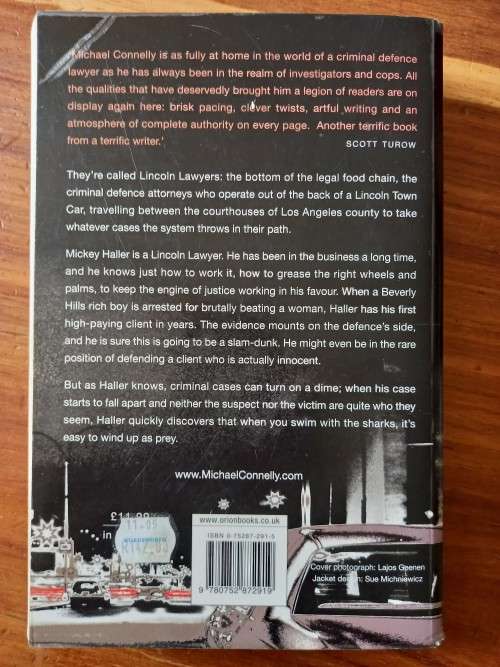 'Michael Connelly is as fully at home in the world of a criminal defence
lawyer as he has always been in the realm of investigators and cops. All
the qualities that have deservedly brought him a legion of readers are on
display again here: brisk pacing, clever twists, artful writing and an
atmosphere of complete authority on every page. Another terrific book
from a terrific writer.'
SCOTT TUROW
They're called Lincoln Lawyers: the bottom of the legal food chain, the
criminal defence attorneys who operate out of the back of a Lincoln Town
Car, travelling between the courthouses of Los Angeles county to take
whatever cases the system throws in their path.
Mickey Haller is a Lincoln Lawyer. He has been in the business a long time,
and he knows just how to work it, how to grease the right wheels and
palms, to keep the engine of justice working in his favour. When a Beverly
Hills rich boy is arrested for brutally beating a woman, Haller has his first
high-paying client in years. The evidence mounts on the defence's side,
and he is sure this is going to be a slam-dunk. He might even be in the rare
position of defending a client who is actually innocent.
But as Haller knows, criminal cases can turn on a dime; when his case
starts to fall apart and neither the suspect nor the victim are quite who they
seem, Haller quickly discovers that when you swim with the sharks, it's
easy to wind up as prey.
www.MichaelConnelly.com
11.05
in
www.orionbooks.co.uk
ISBN 0-75287-291-5
9 780752 872919
Cover photograph: Lajos Geenen
Jacket design: Sue Michniewicz